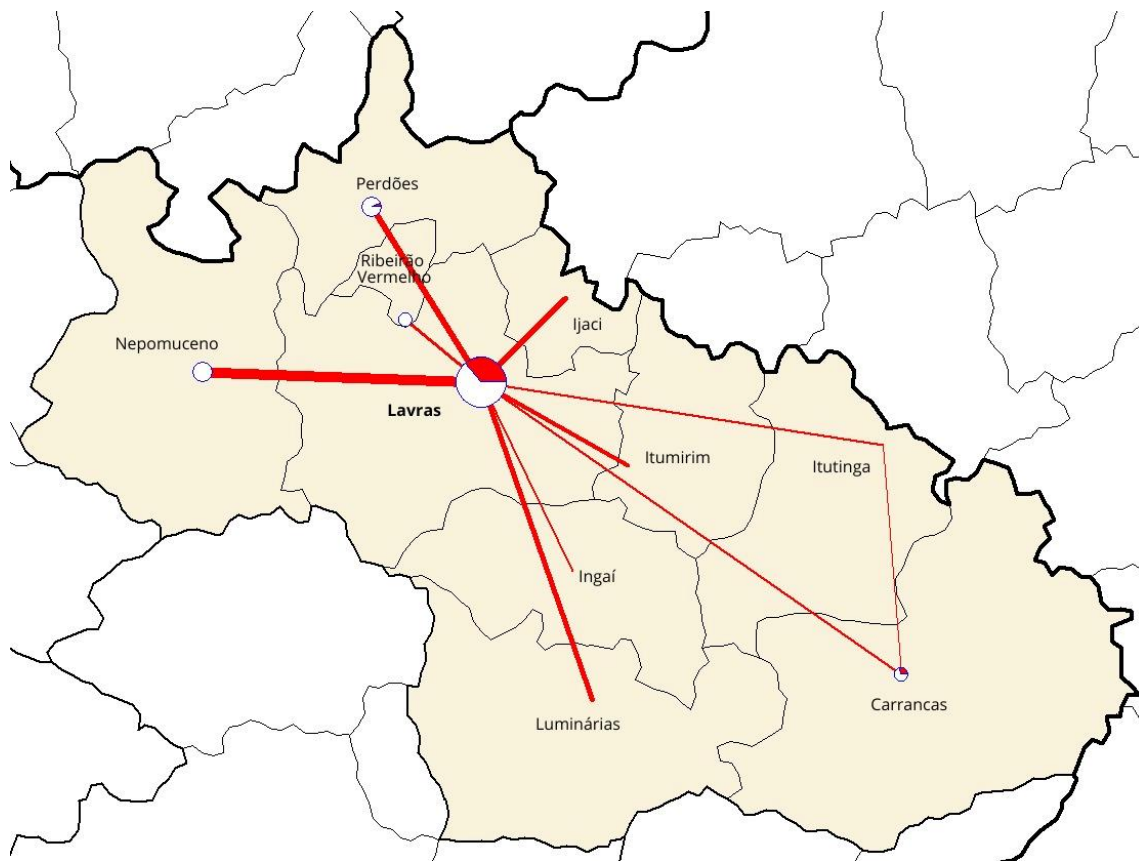 Perdões
Ribeirão
Vermelho
Ijaci
Nepomuceno
Lavras
Itumirim
Itutinga
Ingaí
Carrancas
Luminárias